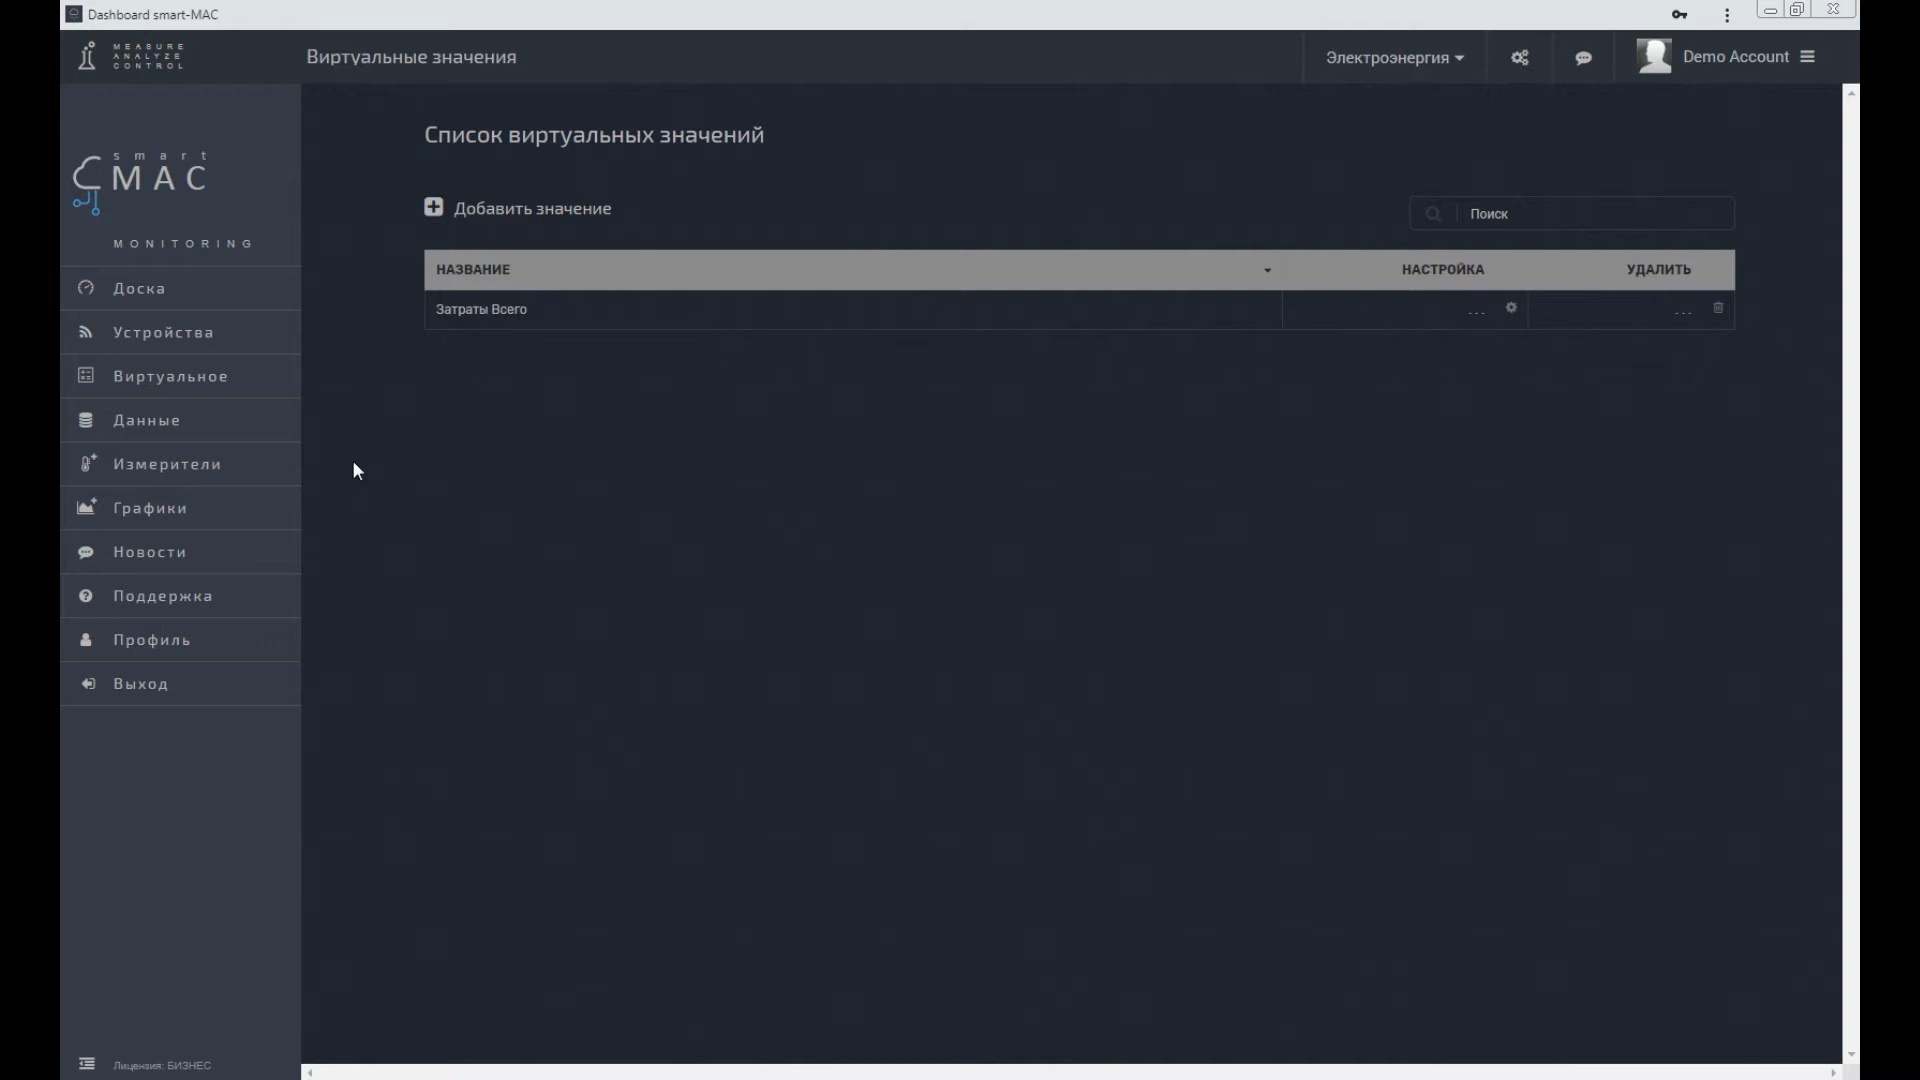 Dashboard smart-MAC
MEASURE
ANALYZE
CONTROL
Виртуальные значения
Электроэнергия
Demo Account
smart
MAC
MONITORING
Доска
Устройства
Виртуальное
Данные
Измерители
Графики
Новости
Поддержка
Профиль
Выход
Лицензия: БИЗНЕС
Список виртуальных значений
Добавить значение
Поиск
НАЗВАНИЕ НАСТРОЙКА УДАЛИТЬ
Затраты Всего ... ...